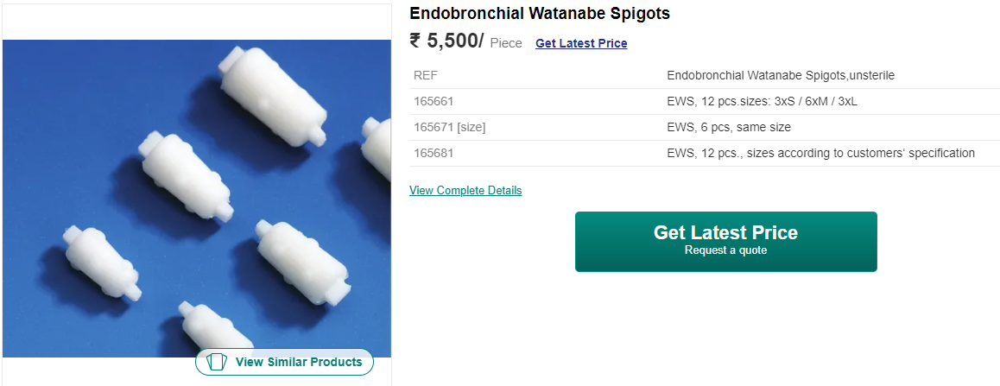 Endobronchial Watanabe Spigots
₹ 5,500/ Piece Get Latest Price
REF Endobronchial Watanabe Spigots,unsterile
165661 EWS, 12 pcs.sizes: 3xS / 6xM / 3xL
165671 [size] EWS, 6 pcs, same size
165681 EWS, 12 pcs., sizes according to customers‘ specification
View Complete Details
Get Latest Price
Request a quote
View Similar Products